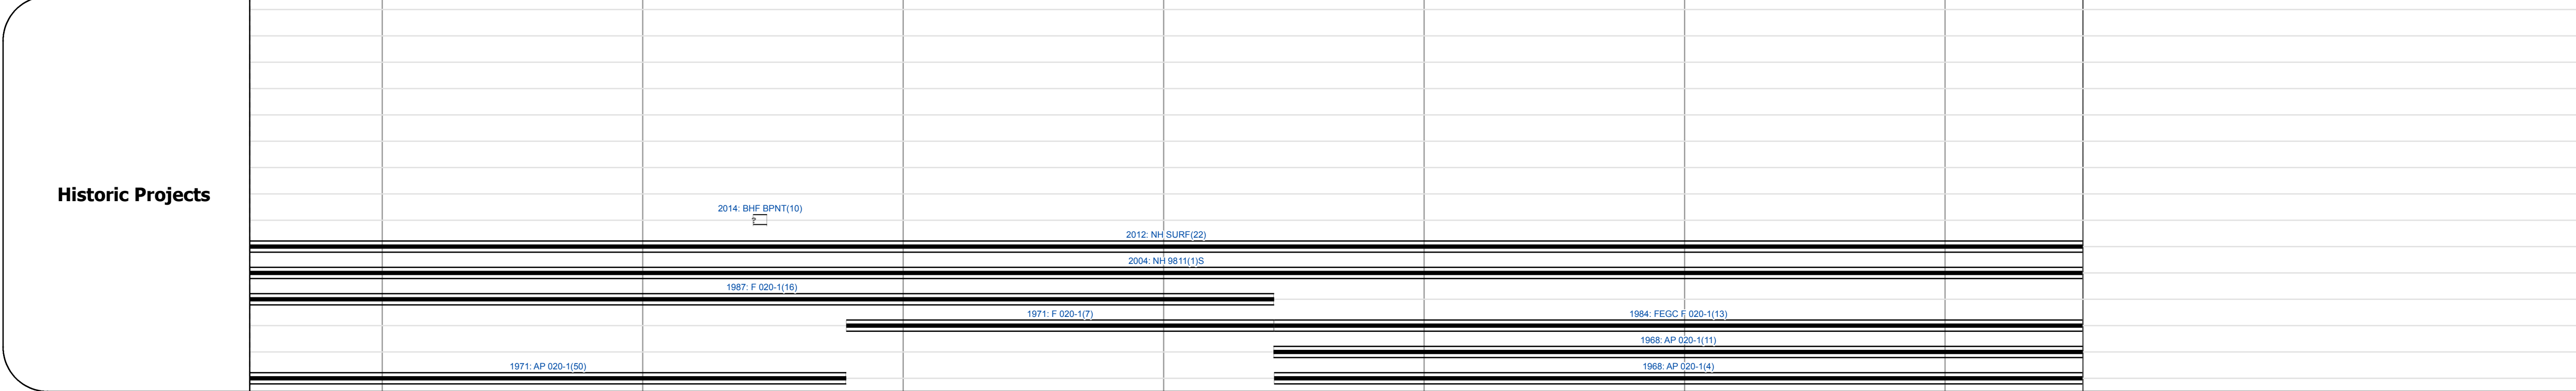 Historic Projects
2014: BHF BPNT(10)
2012: NH SURF(22)
2004: NH 9811(1)S
1987: F 020-1(16)
1971: F 020-1(7)
1984: FEGC F 020-1(13)
1968: AP 020-1(11)
1971: AP 020-1(50)
1968: AP 020-1(4)